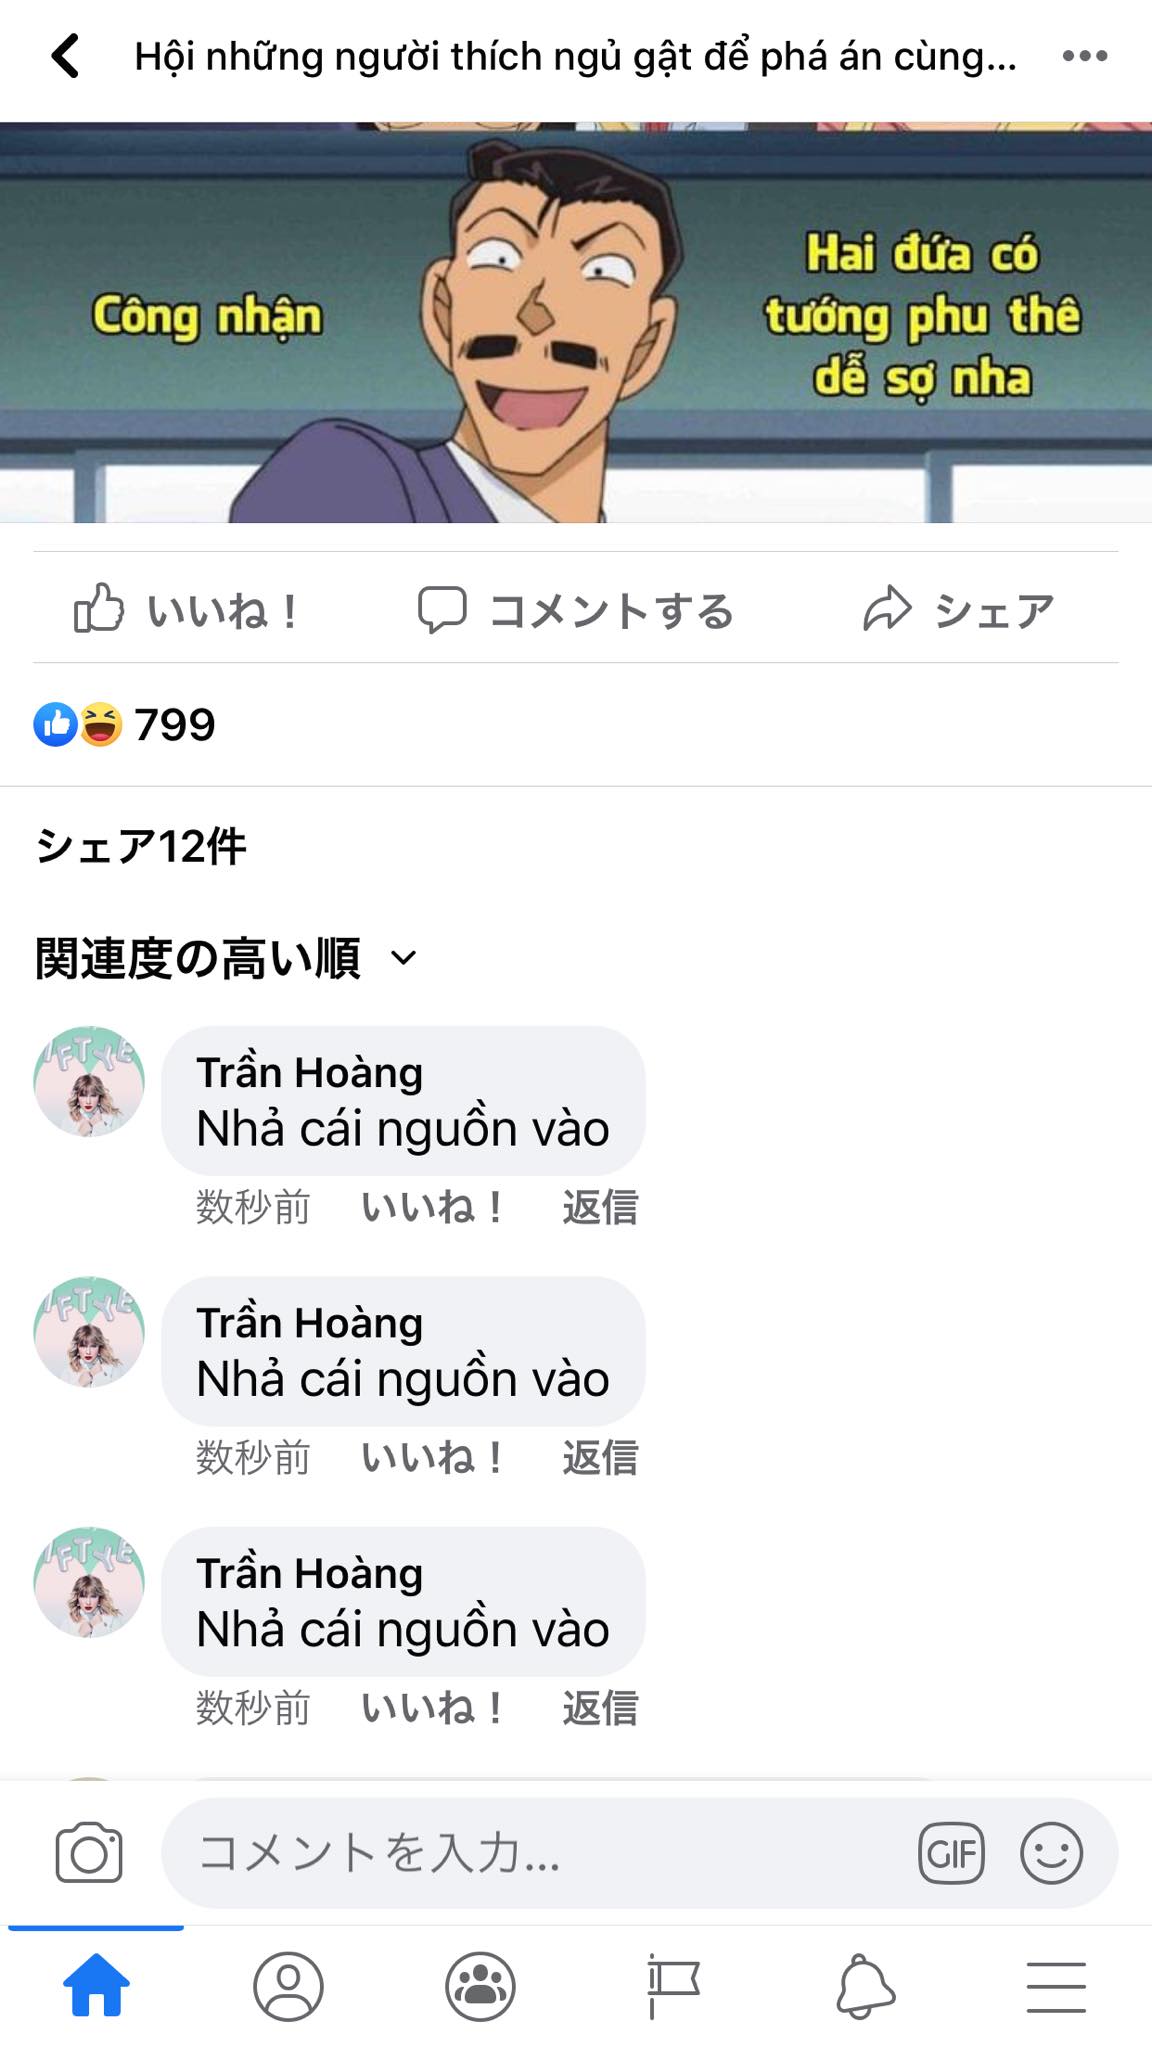 Hội những người thích ngủ gật để phá án cùng...
Công nhận
Hai đứa có
tướng phu thê
dễ sợ nha
いいね！
コメントする
シェア
799
シェア12件
関連度の高い順
Trần Hoàng
Nhả cái nguồn vào
数秒前 いいね！ 返信
Trần Hoàng
Nhả cái nguồn vào
数秒前 いいね！ 返信
Trần Hoàng
Nhả cái nguồn vào
数秒前 いいね！ 返信
コメントを入力...
GIF